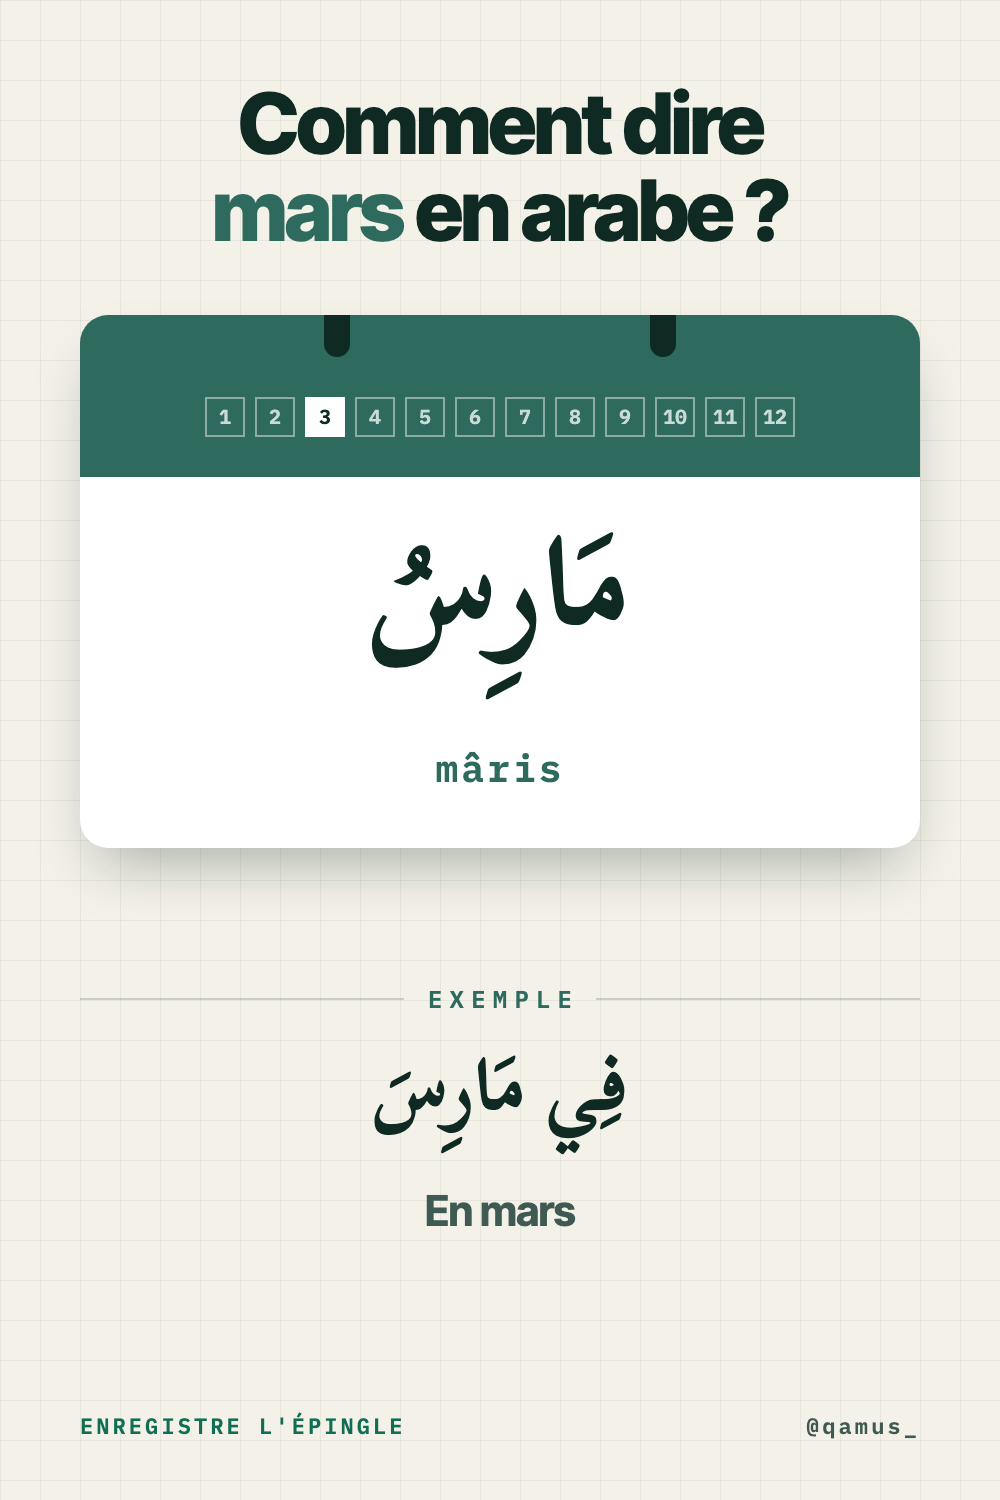 Comment dire
mars en arabe ?
1 2 3 4 5 6 7 8 9 10 11 12
مَارِسُ
mâris
EXEMPLE
فِي مَارِسَ
En mars
ENREGISTRE L'ÉPINGLE
@qamus_